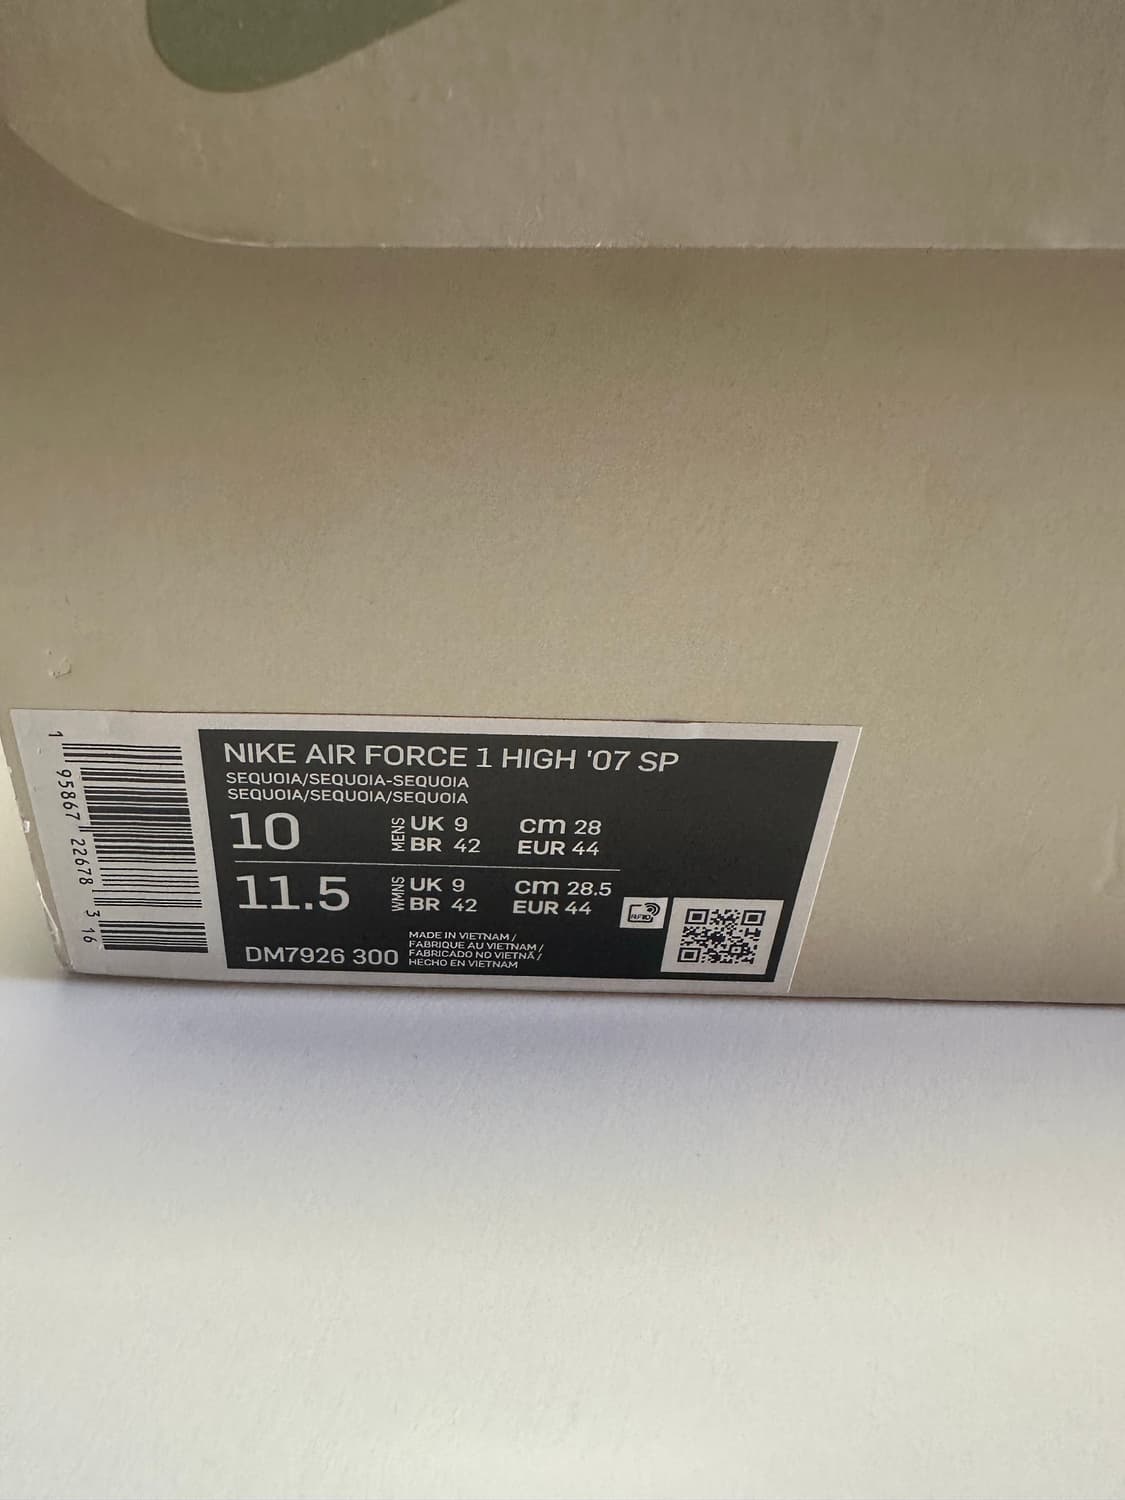 NIKE AIR FORCE 1 HIGH '07 SP
SEQUOIA/SEQUOIA-SEQUOIA
SEQUOIA/SEQUOIA/SEQUOIA
10 MENS UK 9 cm 28
BR 42 EUR 44
11.5 WMNS UK 9 cm 28.5
BR 42 EUR 44
RFID
DM7926 300
MADE IN VIETNAM /
FABRIQUE AU VIETNAM /
FABRICADO NO VIETNÃ /
HECHO EN VIETNAM
1 95867 22678 3 16